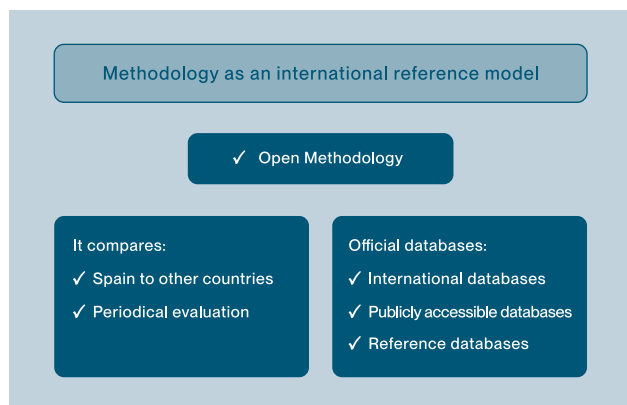 Methodology as an international reference model
✓ Open Methodology
It compares:
✓ Spain to other countries
✓ Periodical evaluation
Official databases:
✓ International databases
✓ Publicly accessible databases
✓ Reference databases